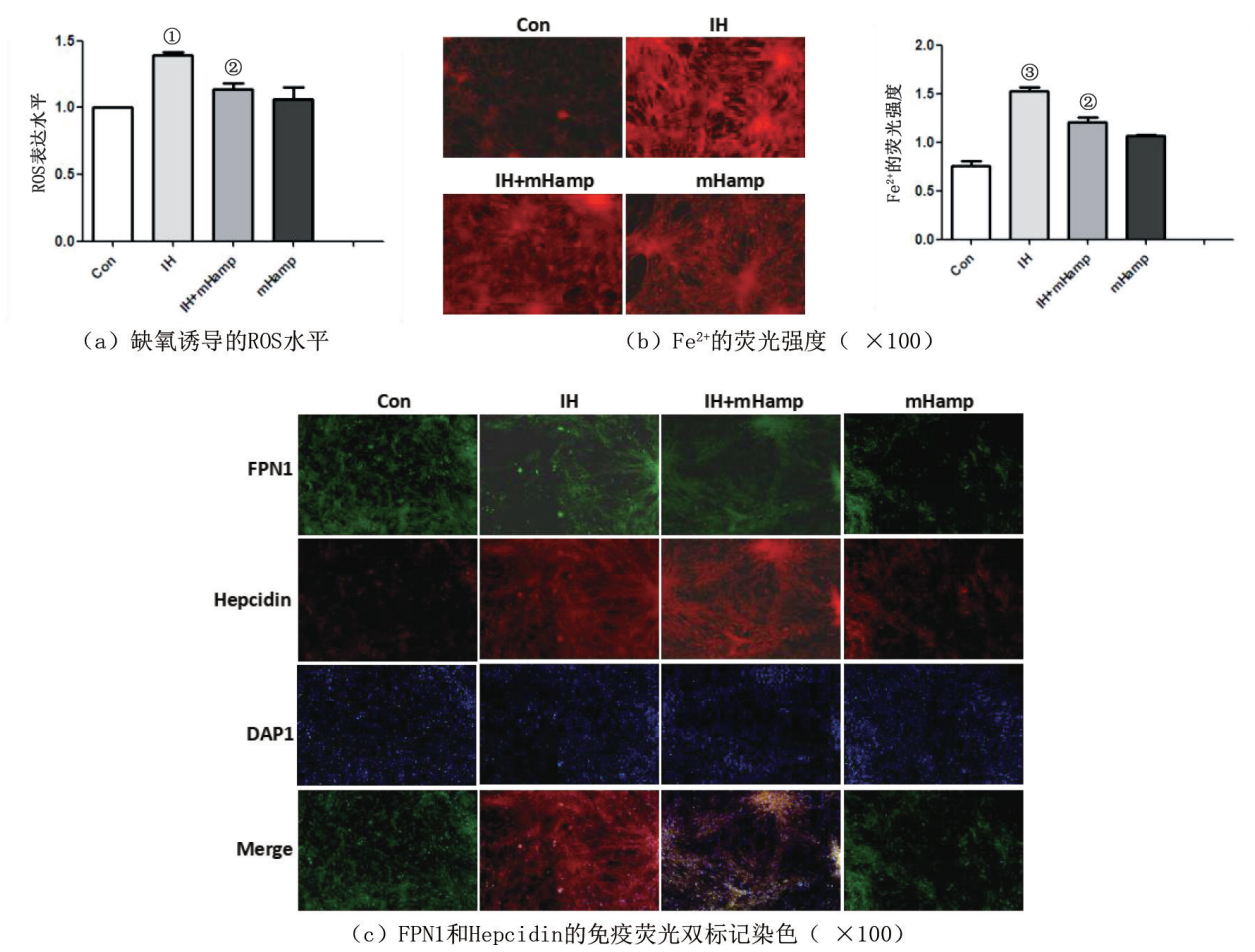 ROS表达水平
1.5
1.0
0.5
0.0
①
②
Con
IH
IH+mHamp
mHamp
(a) 缺氧诱导的ROS水平
Con
IH
IH+mHamp
mHamp
Fe²⁺的荧光强度
2.0
1.5
1.0
0.5
0.0
③
②
Con
IH
IH+mHamp
mHamp
(b) Fe²⁺的荧光强度( ×100)
Con IH IH+mHamp mHamp
FPN1
Hepcidin
DAP1
Merge
(c) FPN1和Hepcidin的免疫荧光双标记染色( ×100)